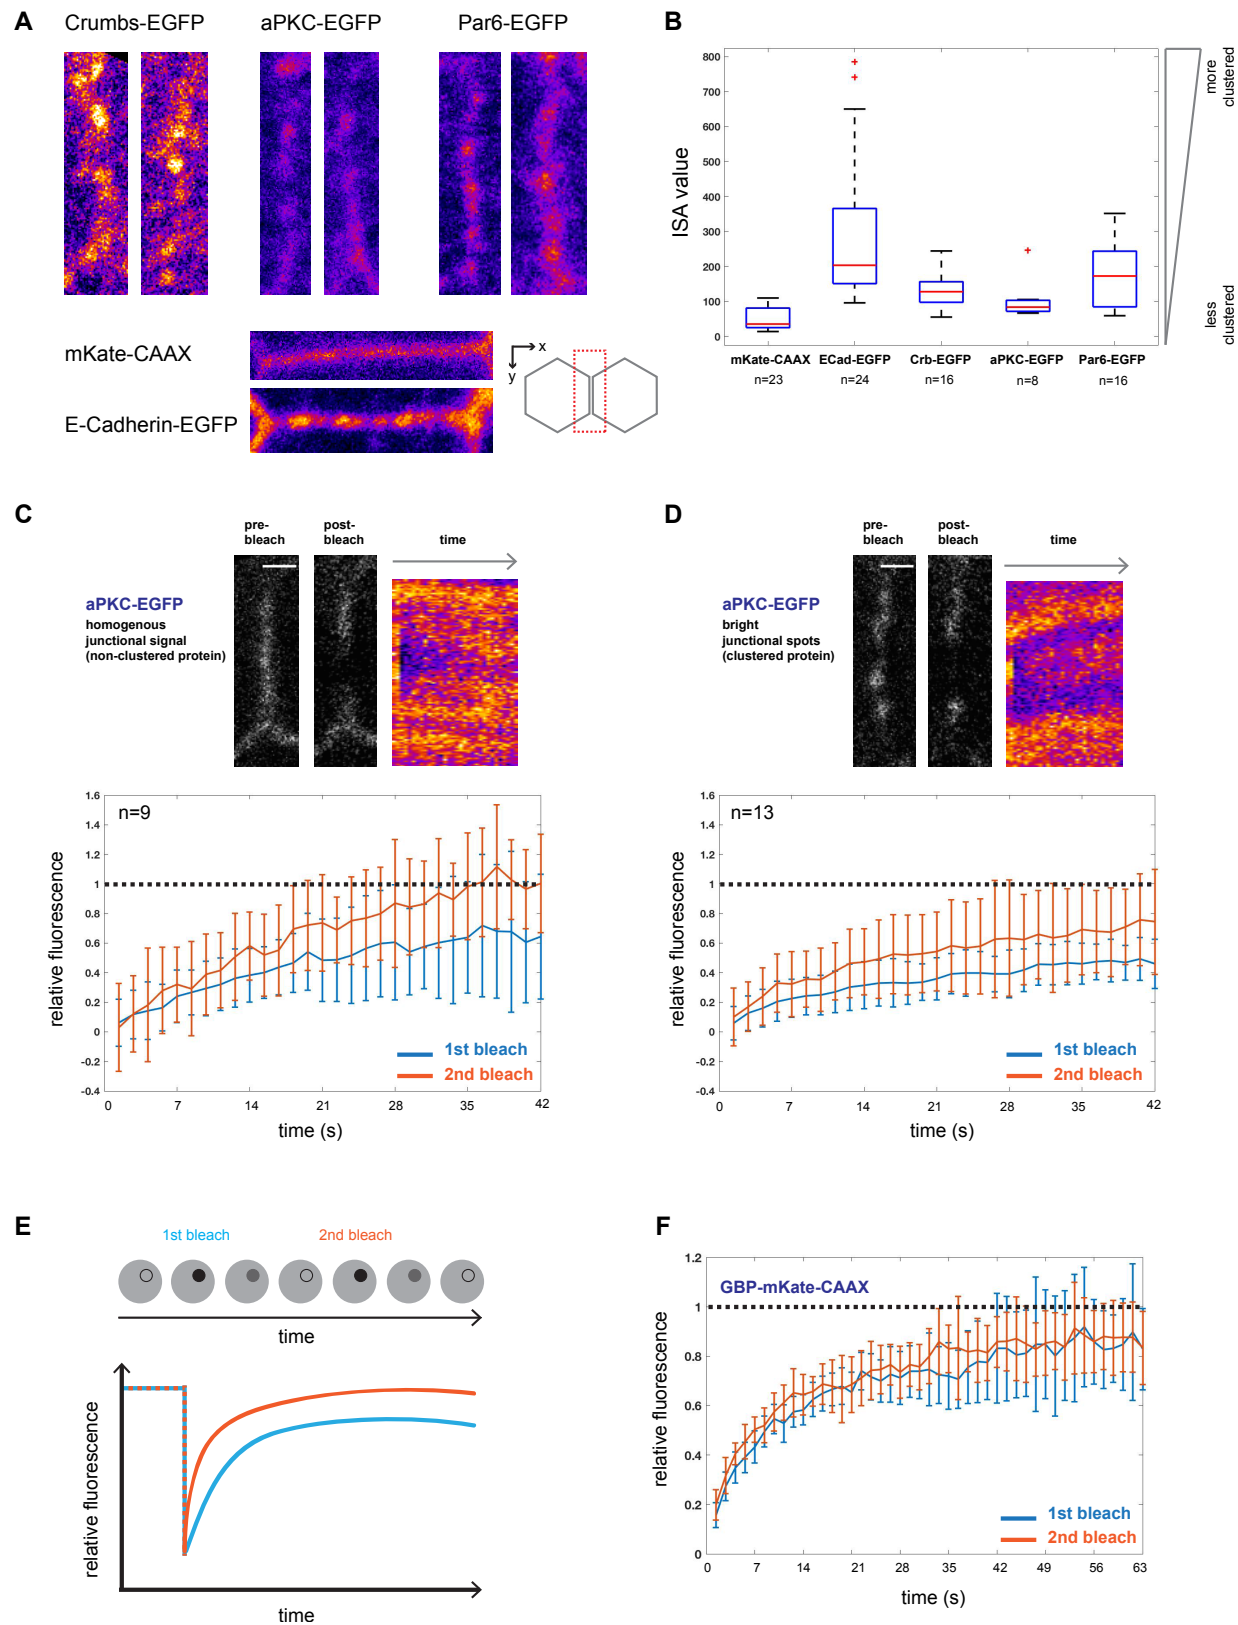 A
Crumbs-EGFP
aPKC-EGFP
Par6-EGFP
mKate-CAAX
E-Cadherin-EGFP
x
y
B
ISA value
800
700
600
500
400
300
200
100
0
mKate-CAAX
ECad-EGFP
Crb-EGFP
aPKC-EGFP
Par6-EGFP
n=23
n=24
n=16
n=8
n=16
more
clustered
less
clustered
C
pre-
bleach
post-
bleach
time
aPKC-EGFP
homogenous
junctional signal
(non-clustered protein)
n=9
relative fluorescence
1.6
1.4
1.2
1
0.8
0.6
0.4
0.2
0
-0.2
-0.4
1st bleach
2nd bleach
0 7 14 21 28 35 42
time (s)
D
pre-
bleach
post-
bleach
time
aPKC-EGFP
bright
junctional spots
(clustered protein)
n=13
relative fluorescence
1.6
1.4
1.2
1
0.8
0.6
0.4
0.2
0
-0.2
-0.4
1st bleach
2nd bleach
0 7 14 21 28 35 42
time (s)
E
1st bleach
2nd bleach
time
relative fluorescence
time
F
GBP-mKate-CAAX
relative fluorescence
1.2
1
0.8
0.6
0.4
0.2
0
1st bleach
2nd bleach
0 7 14 21 28 35 42 49 56 63
time (s)